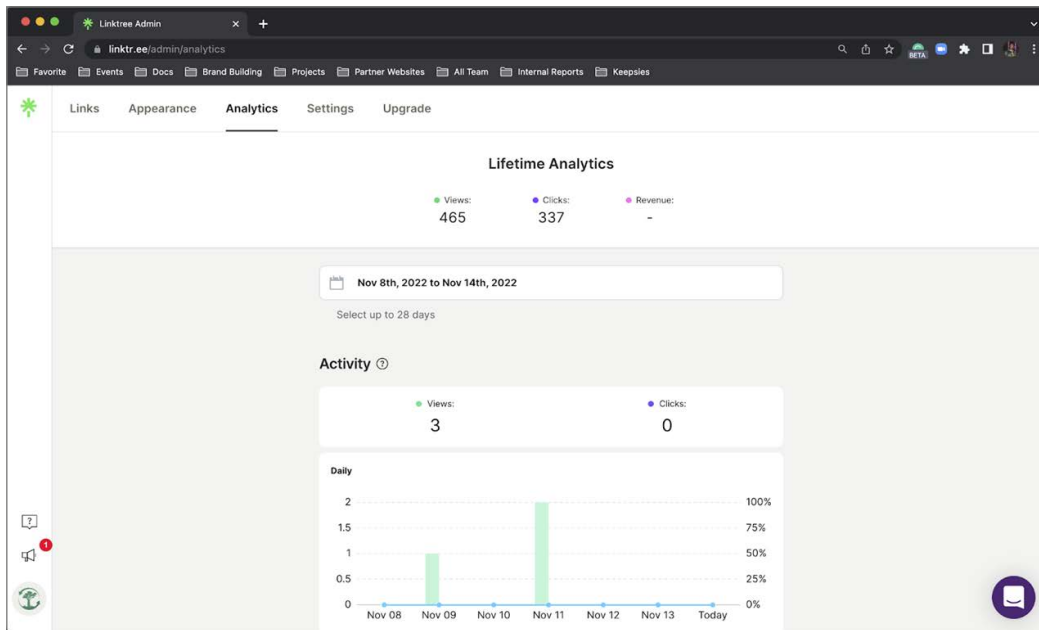 Linktree Admin
linktr.ee/admin/analytics
BETA
Favorite Events Docs Brand Building Projects Partner Websites All Team Internal Reports Keepsies
Links Appearance Analytics Settings Upgrade
Lifetime Analytics
Views: Clicks: Revenue:
465 337 -
Nov 8th, 2022 to Nov 14th, 2022
Select up to 28 days
Activity ?
Views: Clicks:
3 0
Daily
2 100%
1.5 75%
1 50%
0.5 25%
0 0%
Nov 08 Nov 09 Nov 10 Nov 11 Nov 12 Nov 13 Today
?
1